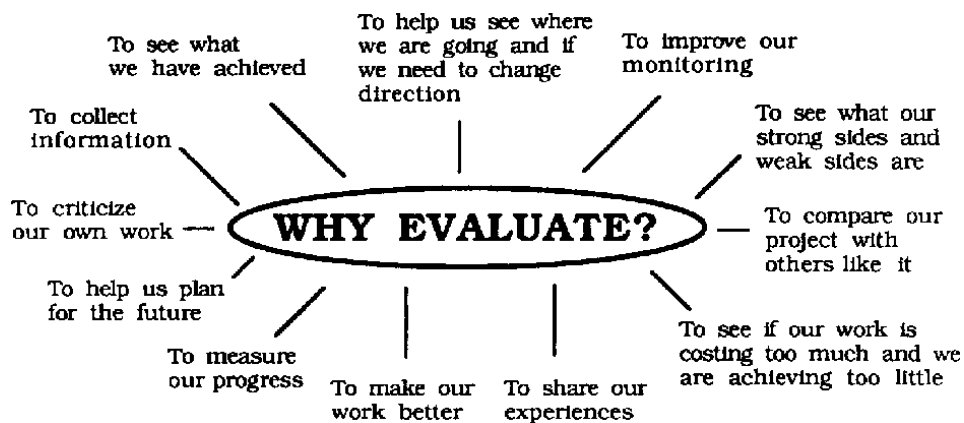 To see what
we have achieved
To help us see where
we are going and if
we need to change
direction
To improve our
monitoring
To collect
information
To see what our
strong sides and
weak sides are
To criticize
our own work
WHY EVALUATE?
To compare our
project with
others like it
To help us plan
for the future
To measure
our progress
To make our
work better
To share our
experiences
To see if our work is
costing too much and we
are achieving too little